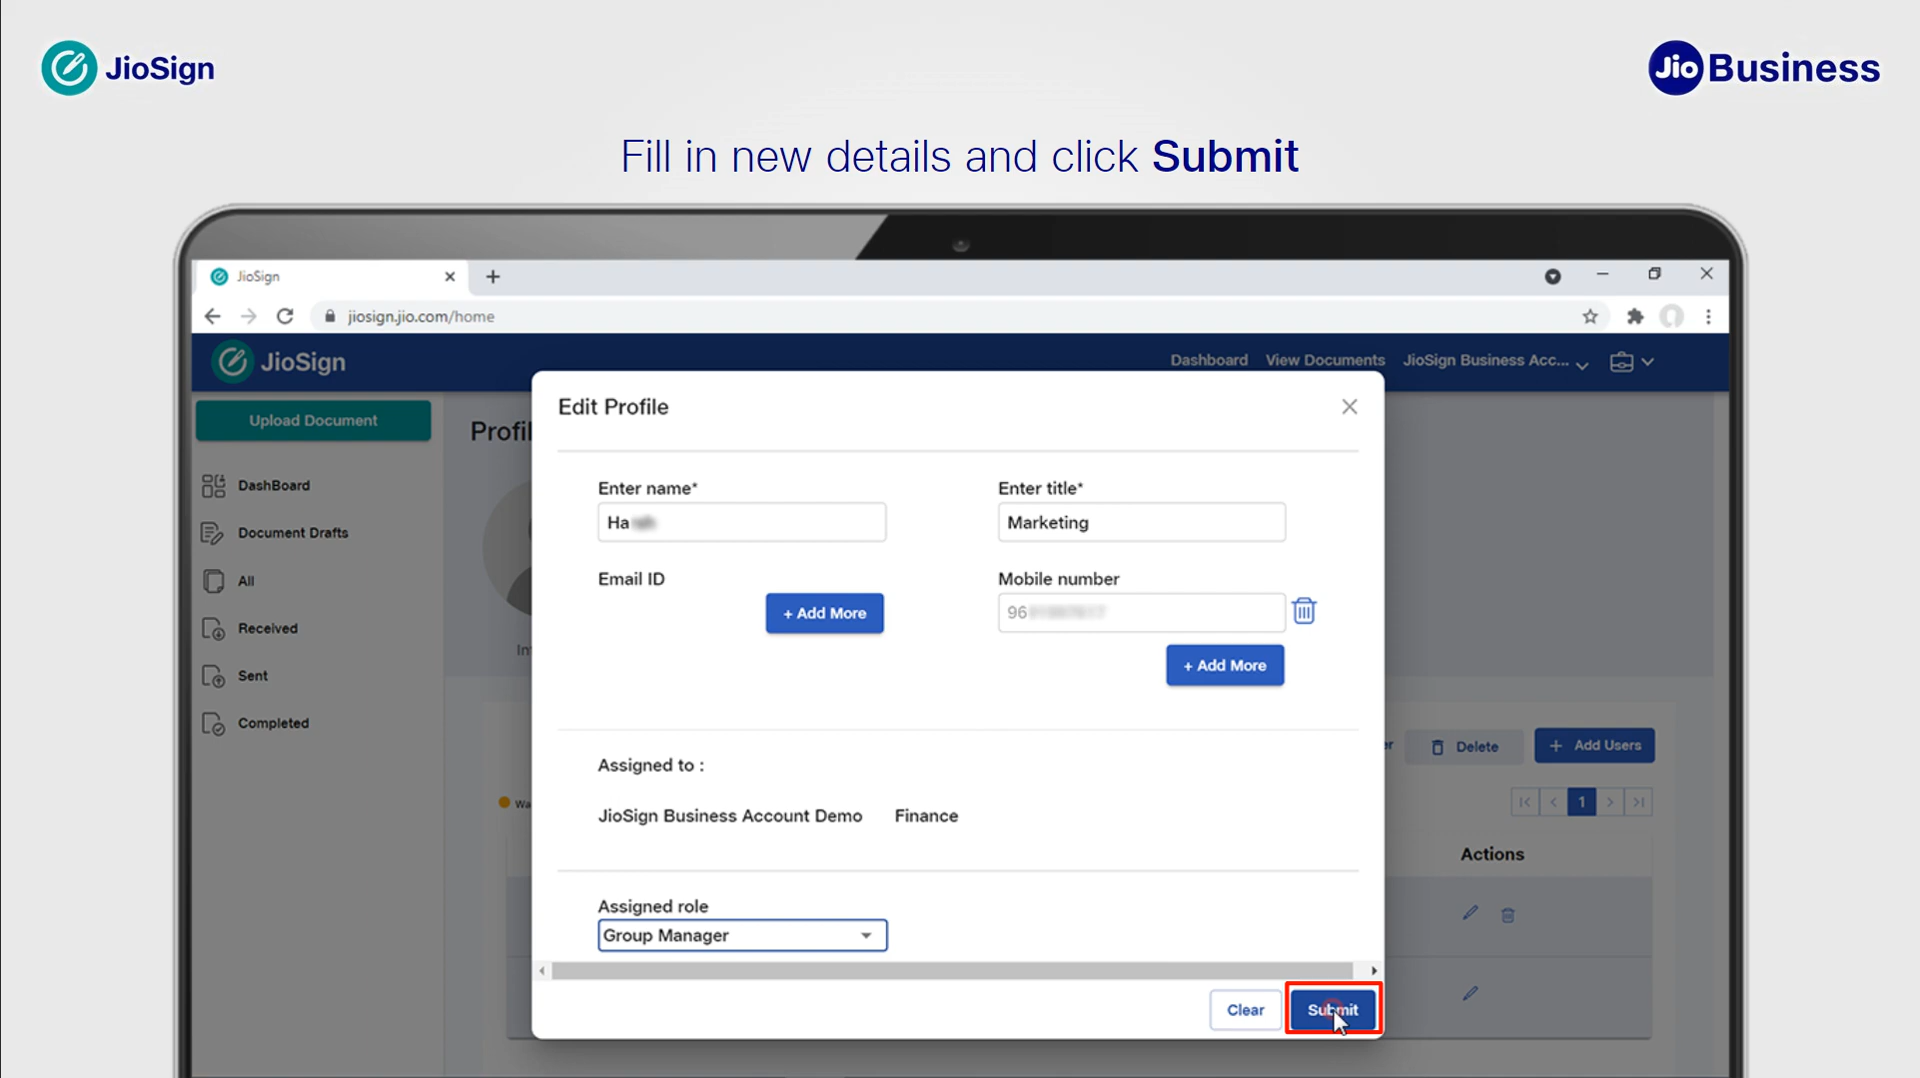 JioSign
Jio Business
Fill in new details and click Submit
JioSign
jiosign.jio.com/home
JioSign
Dashboard View Documents JioSign Business Acc...
Upload Document
DashBoard
Document Drafts
All
Received
Sent
Completed
Edit Profile
Enter name*
Ha
Enter title*
Marketing
Email ID
+ Add More
Mobile number
96
+ Add More
Assigned to :
JioSign Business Account Demo Finance
Assigned role
Group Manager
Clear
Submit
Delete
+ Add Users
1
Actions